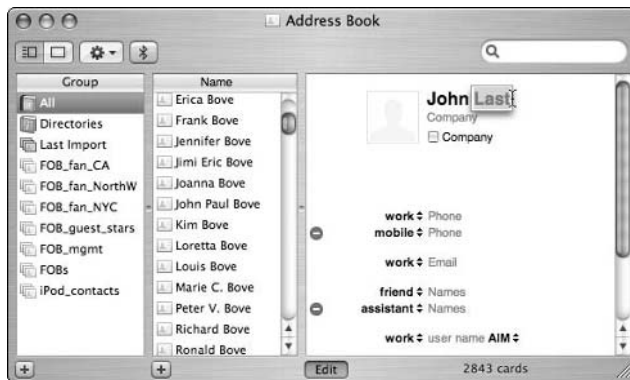 Address Book
Group
All
Directories
Last Import
FOB_fan_CA
FOB_fan_NorthW
FOB_fan_NYC
FOB_guest_stars
FOB_mgmt
FOBs
iPod_contacts
Name
Erica Bove
Frank Bove
Jennifer Bove
Jimi Eric Bove
Joanna Bove
John Paul Bove
Kim Bove
Loretta Bove
Louis Bove
Marie C. Bove
Peter V. Bove
Richard Bove
Ronald Bove
John Last
Company
Company
work Phone
mobile Phone
work Email
friend Names
assistant Names
work user name AIM
Edit
2843 cards